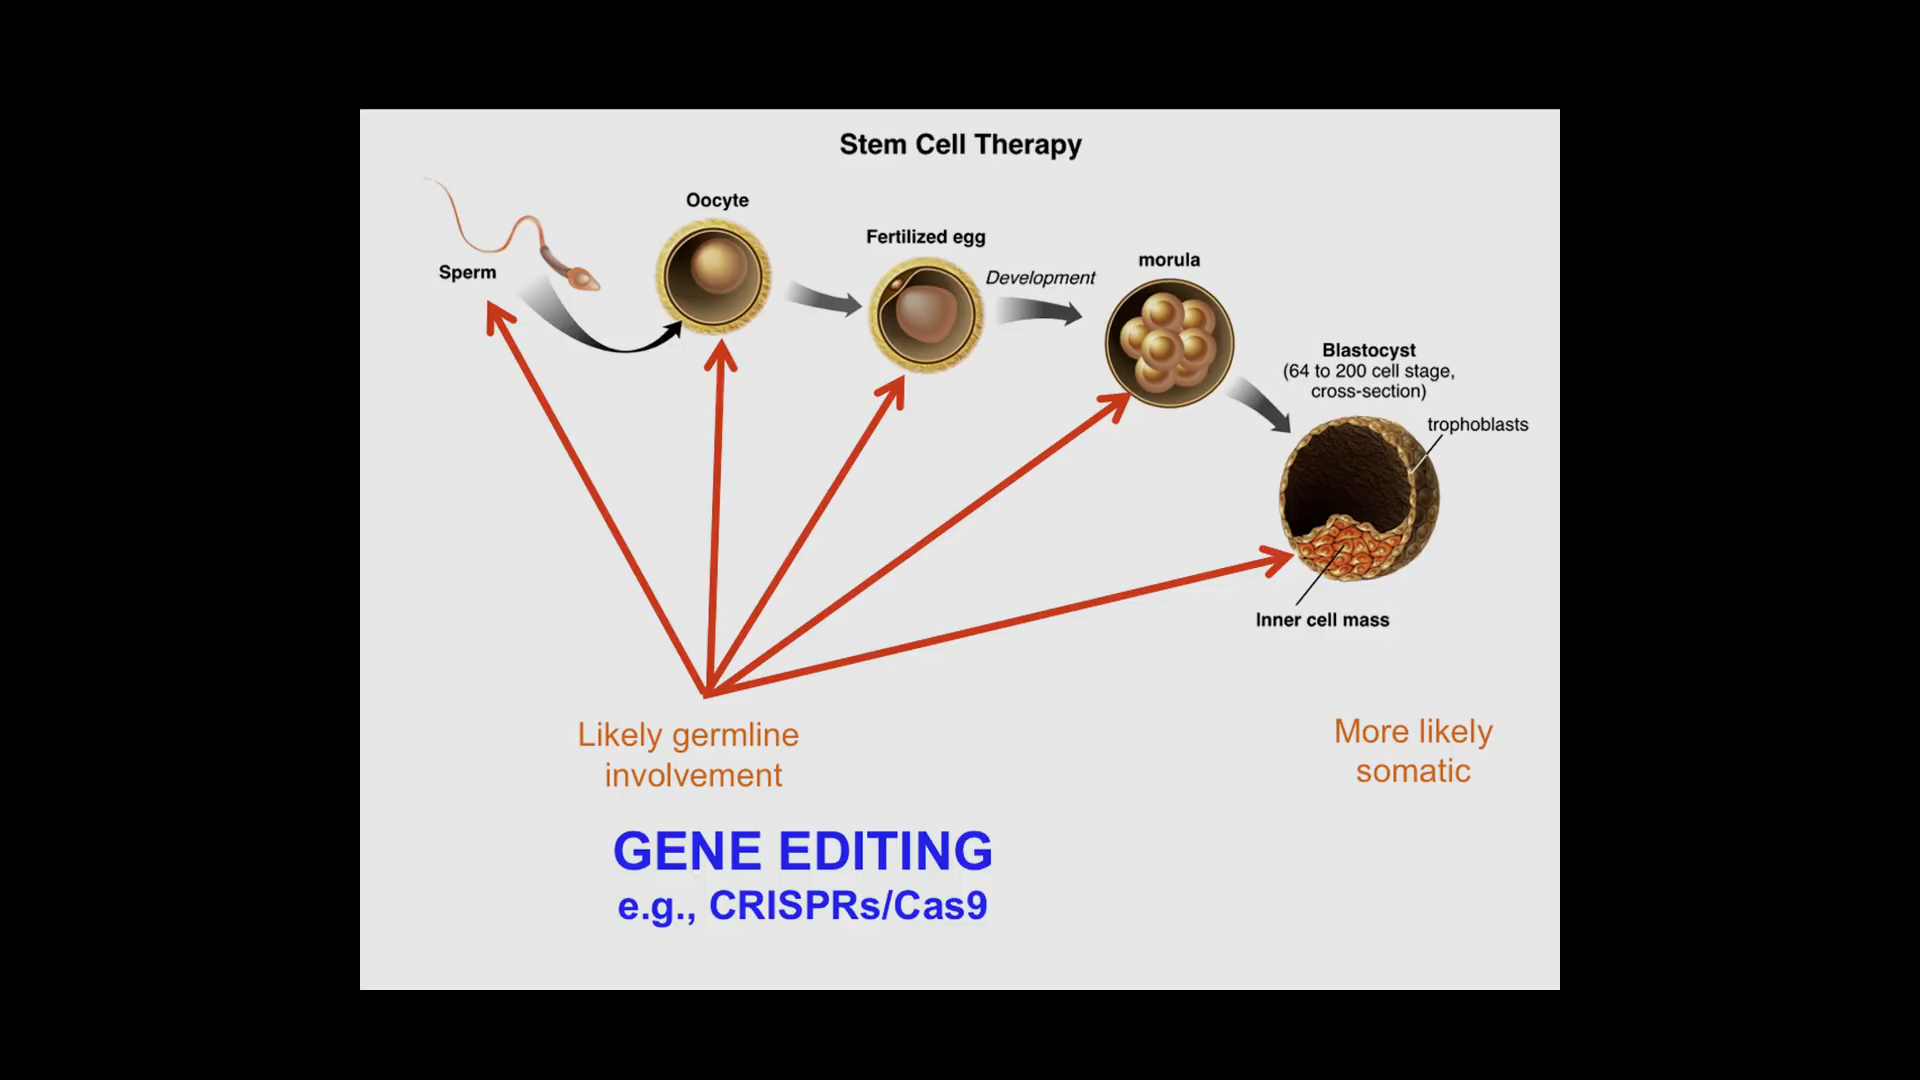 Stem Cell Therapy
Sperm
Oocyte
Fertilized egg
Development
morula
Blastocyst
(64 to 200 cell stage,
cross-section)
trophoblasts
Inner cell mass
Likely germline
involvement
More likely
somatic
GENE EDITING
e.g., CRISPRs/Cas9